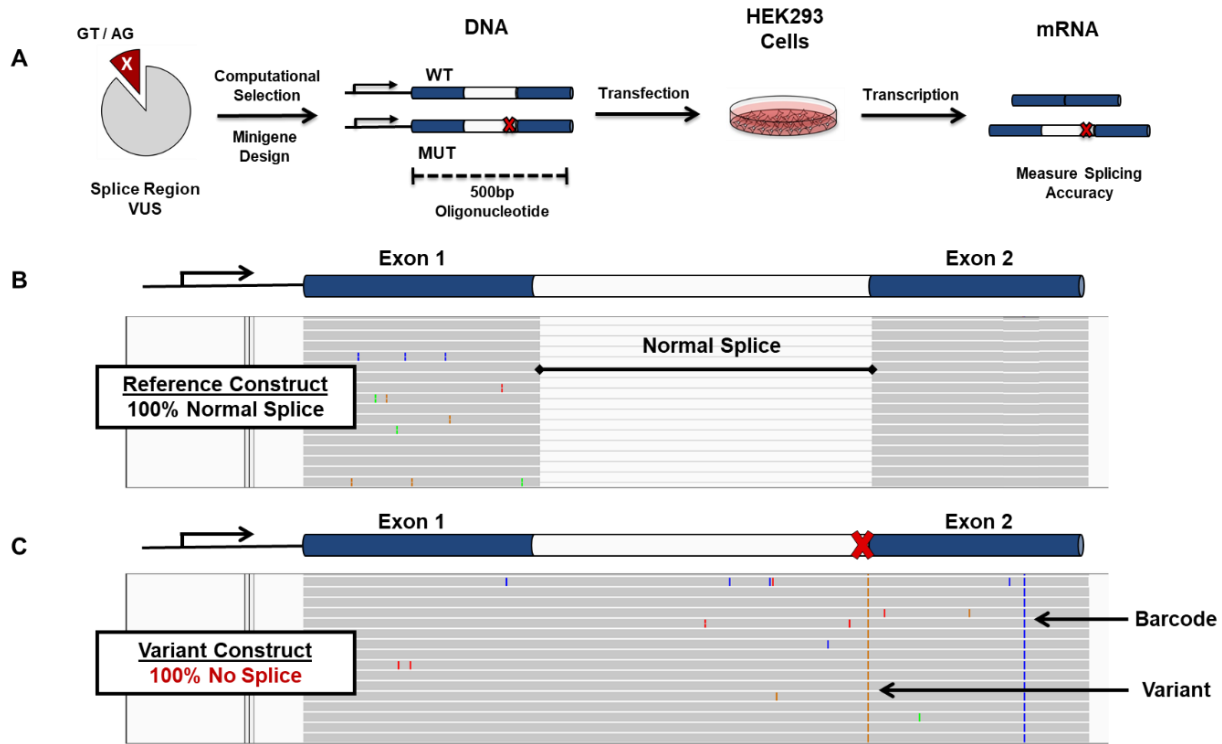 A
GT / AG
X
Splice Region
VUS
Computational
Selection
Minigene
Design
DNA
WT
MUT
500bp
Oligonucleotide
Transfection
HEK293
Cells
Transcription
mRNA
Measure Splicing
Accuracy
B
Exon 1
Exon 2
Normal Splice
Reference Construct
100% Normal Splice
C
Exon 1
Exon 2
Variant Construct
100% No Splice
Barcode
Variant